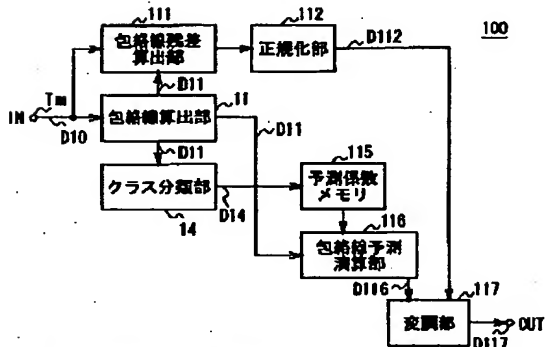 111
112
100
包絡線残差
算出部
正規化部
D112
D11
Tm
11
IN
包絡線算出部
D10
D11
D11
115
クラス分類部
予測係数
メモリ
D14
14
116
包絡線予測
演算部
D116
117
変調部
OUT
D117